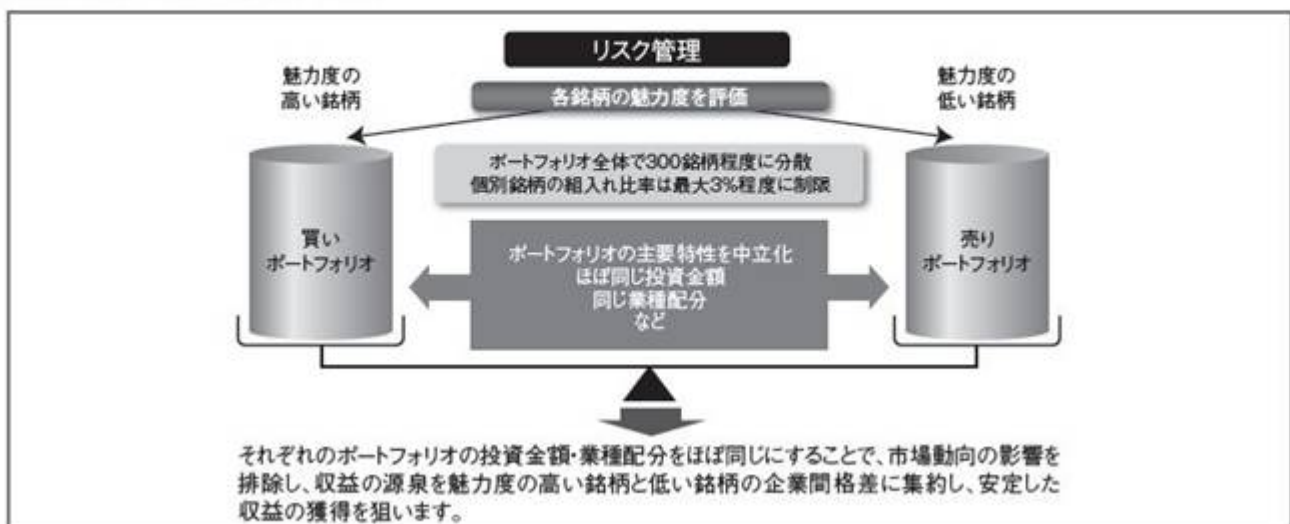 リスク管理
魅力度の
高い銘柄
各銘柄の魅力度を評価
魅力度の
低い銘柄
ポートフォリオ全体で300銘柄程度に分散
個別銘柄の組入れ比率は最大3%程度に制限
買い
ポートフォリオ
ポートフォリオの主要特性を中立化
ほぼ同じ投資金額
同じ業種配分
など
売り
ポートフォリオ
それぞれのポートフォリオの投資金額・業種配分をほぼ同じにすることで、市場動向の影響を
排除し、収益の源泉を魅力度の高い銘柄と低い銘柄の企業間格差に集約し、安定した
収益の獲得を狙います。